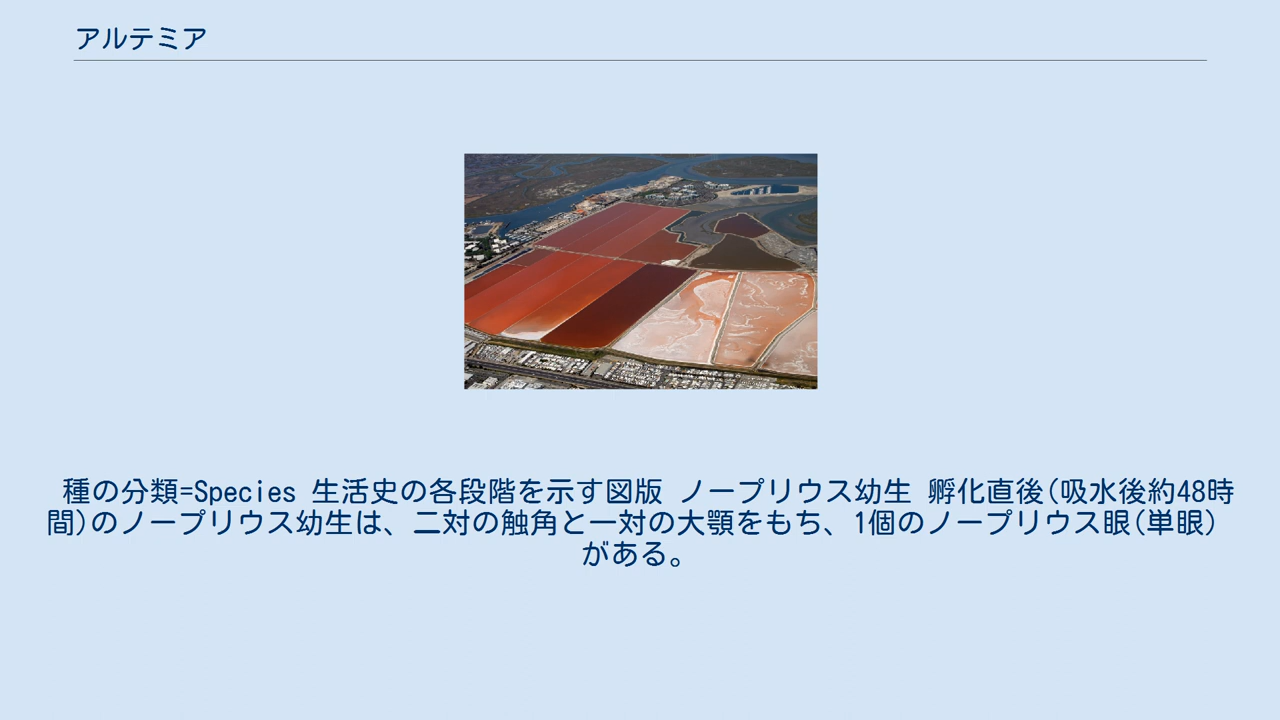 アルテミア
種の分類=Species 生活史の各段階を示す図版 ノープリウス幼生 孵化直後(吸水後約48時
間)のノープリウス幼生は、二対の触角と一対の大顎をもち、1個のノープリウス眼(単眼)
がある。